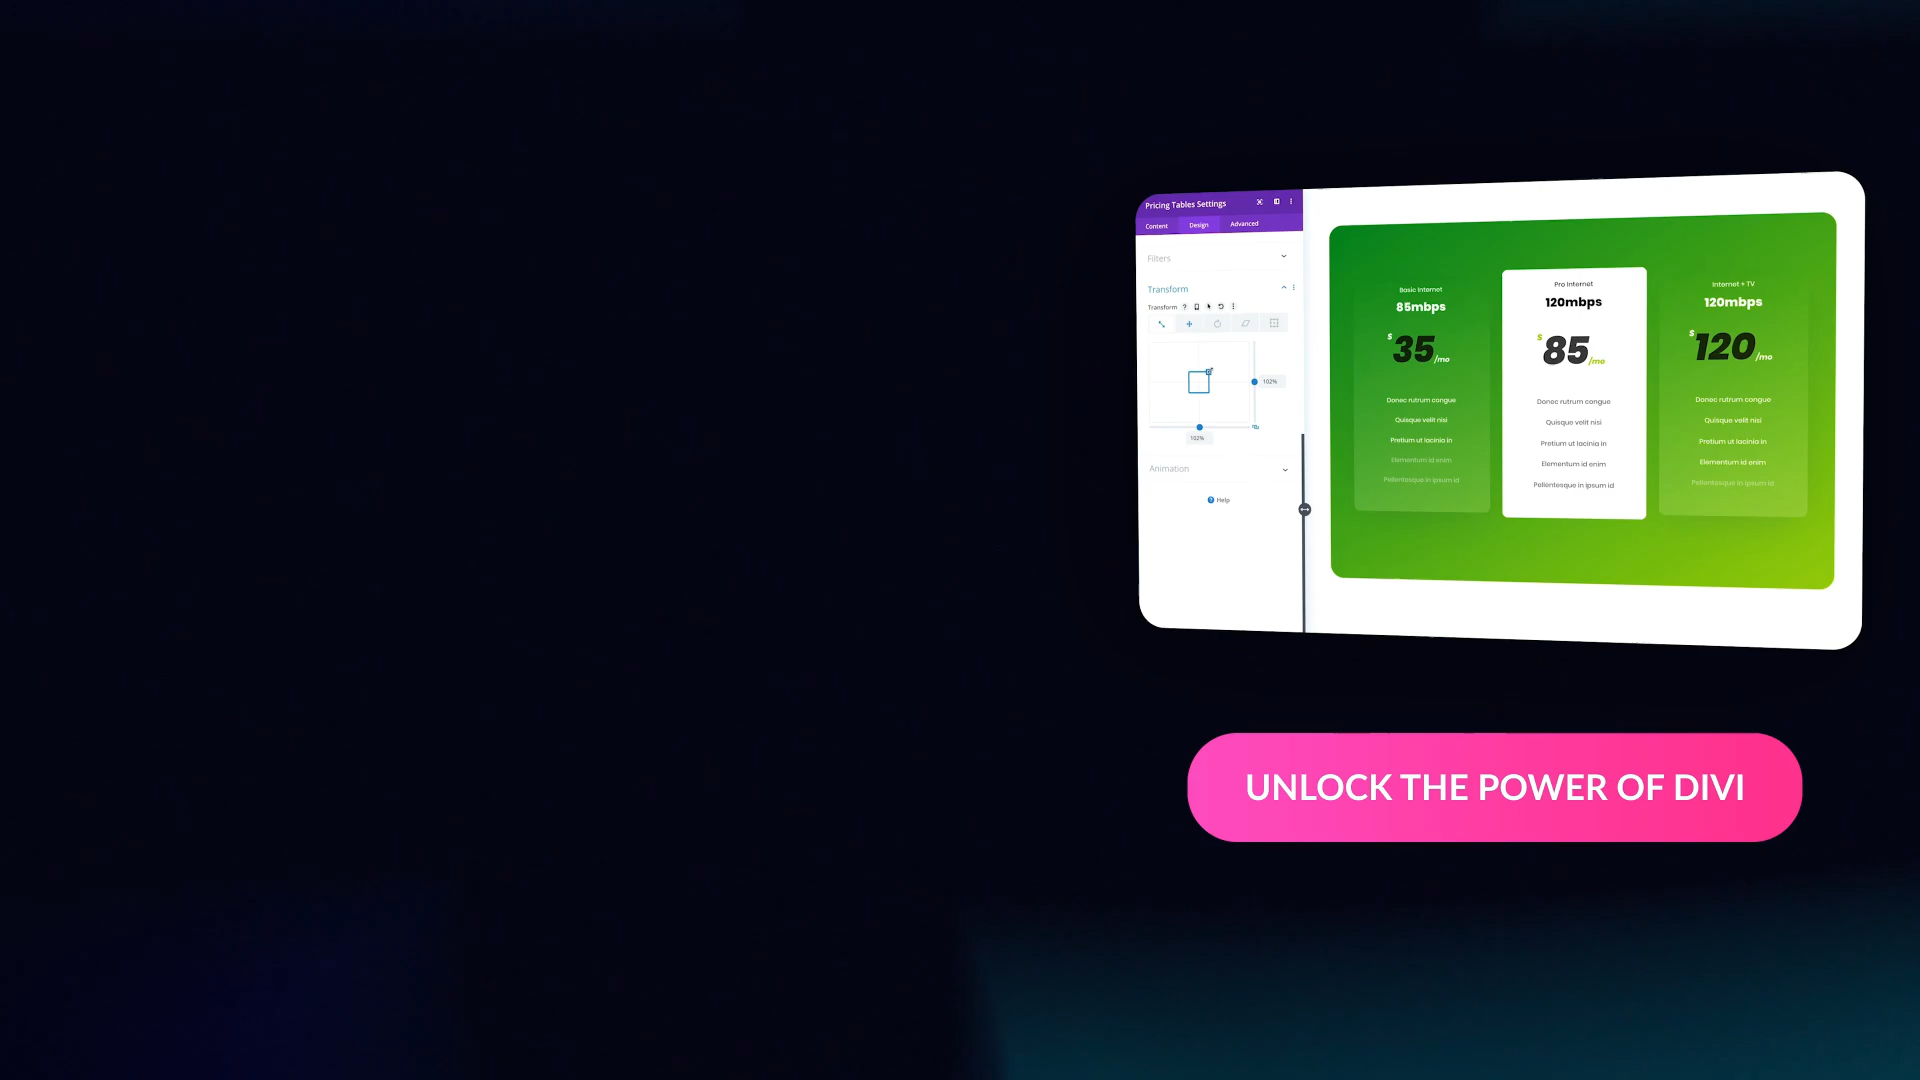 Pricing Tables Settings
Content Design Advanced
Filters
Transform
Transform ?
102%
102%
Animation
? Help
Basic Internet
85mbps
$35/mo
Donec rutrum congue
Quisque velit nisi
Pretium ut lacinia in
Elementum id enim
Pellentesque in ipsum id
Pro Internet
120mbps
$85/mo
Donec rutrum congue
Quisque velit nisi
Pretium ut lacinia in
Elementum id enim
Pellentesque in ipsum id
Internet + TV
120mbps
$120/mo
Donec rutrum congue
Quisque velit nisi
Pretium ut lacinia in
Elementum id enim
Pellentesque in ipsum id
UNLOCK THE POWER OF DIVI